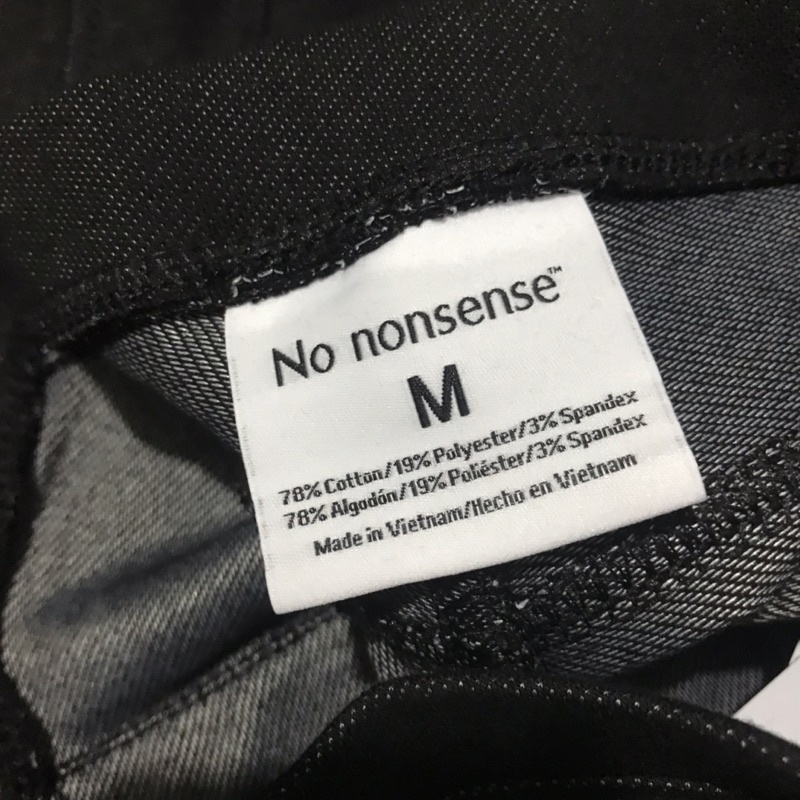 No nonsense™
M
78% Cotton/19% Polyester/3% Spandex
78% Algodón/19% Poliéster/3% Spandex
Made in Vietnam/Hecho en Vietnam